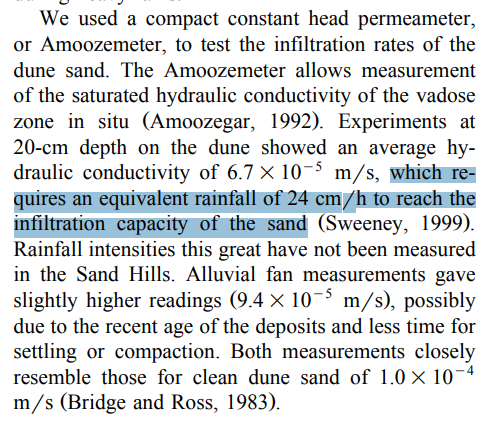 We used a compact constant head permeameter,
or Amoozemeter, to test the infiltration rates of the
dune sand. The Amoozemeter allows measurement
of the saturated hydraulic conductivity of the vadose
zone in situ (Amoozegar, 1992). Experiments at
20-cm depth on the dune showed an average hy-
draulic conductivity of 6.7 × 10⁻⁵ m/s, which re-
quires an equivalent rainfall of 24 cm/h to reach the
infiltration capacity of the sand (Sweeney, 1999).
Rainfall intensities this great have not been measured
in the Sand Hills. Alluvial fan measurements gave
slightly higher readings (9.4 × 10⁻⁵ m/s), possibly
due to the recent age of the deposits and less time for
settling or compaction. Both measurements closely
resemble those for clean dune sand of 1.0 × 10⁻⁴
m/s (Bridge and Ross, 1983).